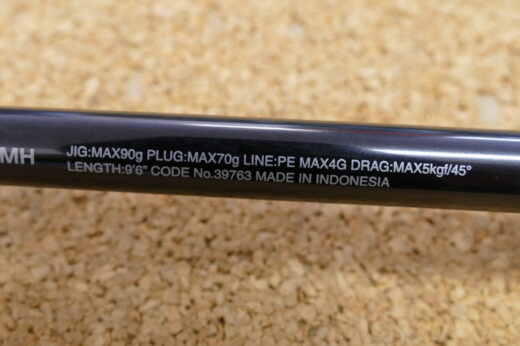 MH
JIG:MAX90g PLUG:MAX70g LINE:PE MAX4G DRAG:MAX5kgf/45°
LENGTH:9'6" CODE No.39763 MADE IN INDONESIA